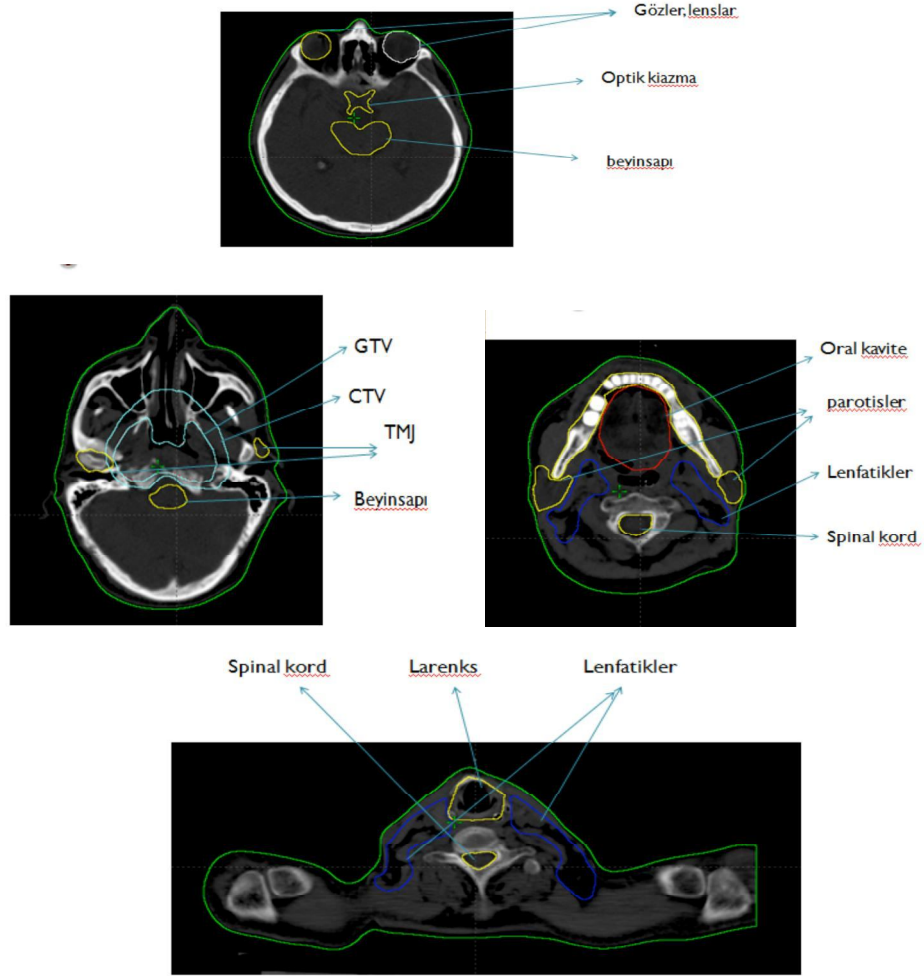 Gözler, lenslar
Optik kiazma
beyinsapı
GTV
CTV
TMJ
Beyinsapı
Oral kavite
parotisler
Lenfatikler
Spinal kord
Spinal kord
Larenks
Lenfatikler